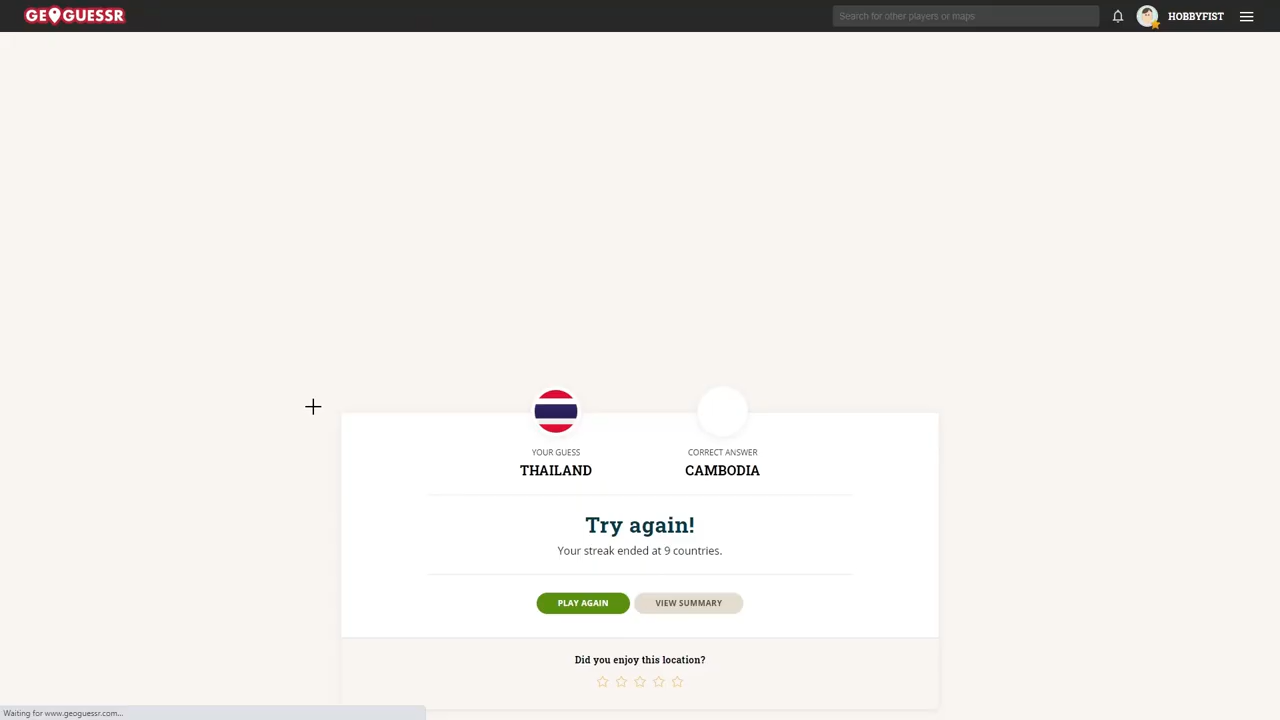 GEOGUESSR
Search for other players or maps
HOBBYFIST
YOUR GUESS
THAILAND
CORRECT ANSWER
CAMBODIA
Try again!
Your streak ended at 9 countries.
PLAY AGAIN
VIEW SUMMARY
Did you enjoy this location?
Waiting for www.geoguessr.com...